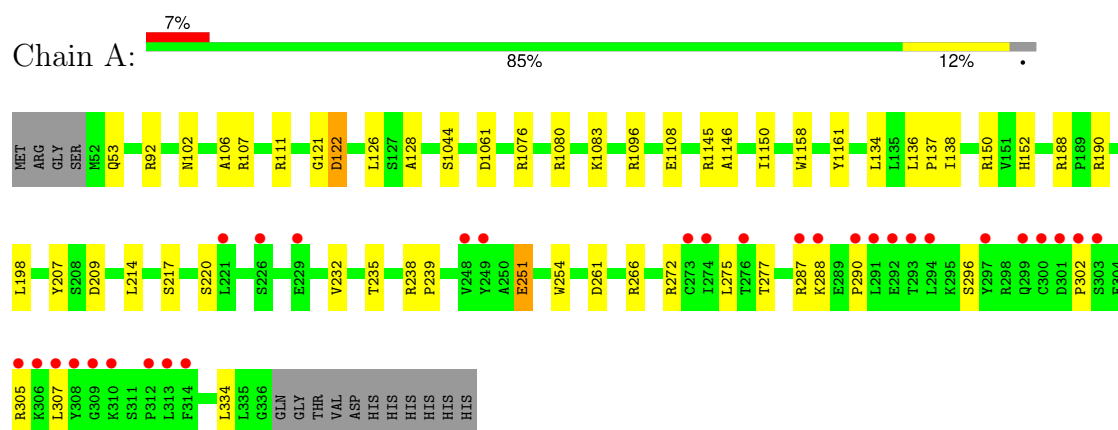 7%
Chain A:
85% 12% •
MET ARG GLY SER M52 Q53 R92 N102 A106 R107 R111 G121 D122 L126 S127 A128 S1044 D1061 R1076 R1080 K1083 R1096 E1108 R1145 A1146 I1150 W1158 Y1161 L134 L135 L136 P137 I138 R150 V151 H152 R188 P189 R190
L198 Y207 S208 D209 L214 S217 S220 L221 S226 E229 V232 T235 R238 P239 V248 Y249 A250 E251 W254 D261 R266 R272 C273 I274 L275 T276 T277 R287 K288 E289 P290 L291 E292 T293 L294 K295 S296 Y297 R298 Q299 C300 D301 P302 S303 E304
R305 K306 L307 Y308 G309 K310 S311 P312 L313 F314 L334 L335 G336 GLN GLY THR VAL ASP HIS HIS HIS HIS HIS HIS